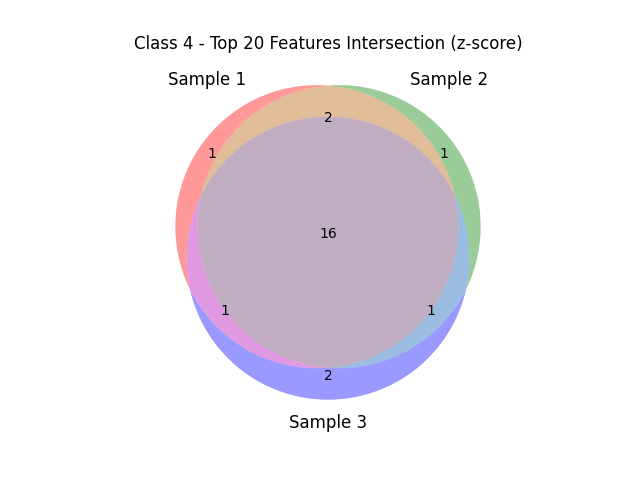 Class 4 - Top 20 Features Intersection (z-score)
Sample 1 Sample 2
2
1 1
16
1 1
2
Sample 3